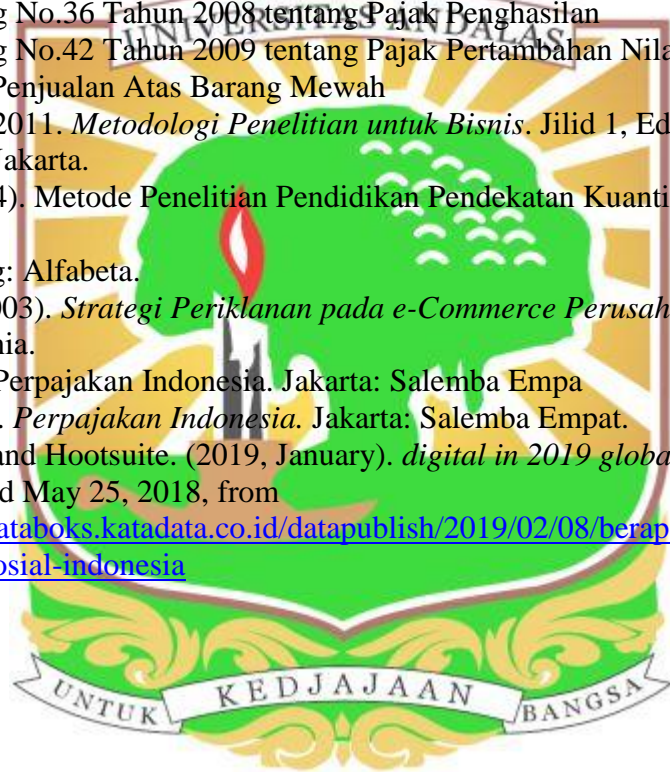 g No.36 Tahun 2008 tentang Pajak Penghasilan
UNIVERSITAS ANDALAS
g No.42 Tahun 2009 tentang Pajak Pertambahan Nila
Penjualan Atas Barang Mewah
2011. Metodologi Penelitian untuk Bisnis. Jilid 1, Ed
Jakarta.
4). Metode Penelitian Pendidikan Pendekatan Kuanti
g: Alfabeta.
003). Strategi Periklanan pada e-Commerce Perusah
nia.
Perpajakan Indonesia. Jakarta: Salemba Empa
. Perpajakan Indonesia. Jakarta: Salemba Empat.
and Hootsuite. (2019, January). digital in 2019 globa
d May 25, 2018, from
ataboks.katadata.co.id/datapublish/2019/02/08/berap
osial-indonesia
UNTUK KEDJAJAAN BANGSA